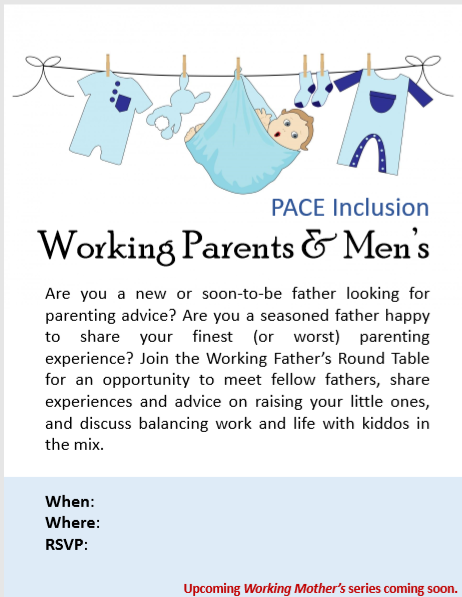 PACE Inclusion
Working Parents & Men's
Are you a new or soon-to-be father looking for
parenting advice? Are you a seasoned father happy
to share your finest (or worst) parenting
experience? Join the Working Father's Round Table
for an opportunity to meet fellow fathers, share
experiences and advice on raising your little ones,
and discuss balancing work and life with kiddos in
the mix.
When:
Where:
RSVP:
Upcoming Working Mother's series coming soon.